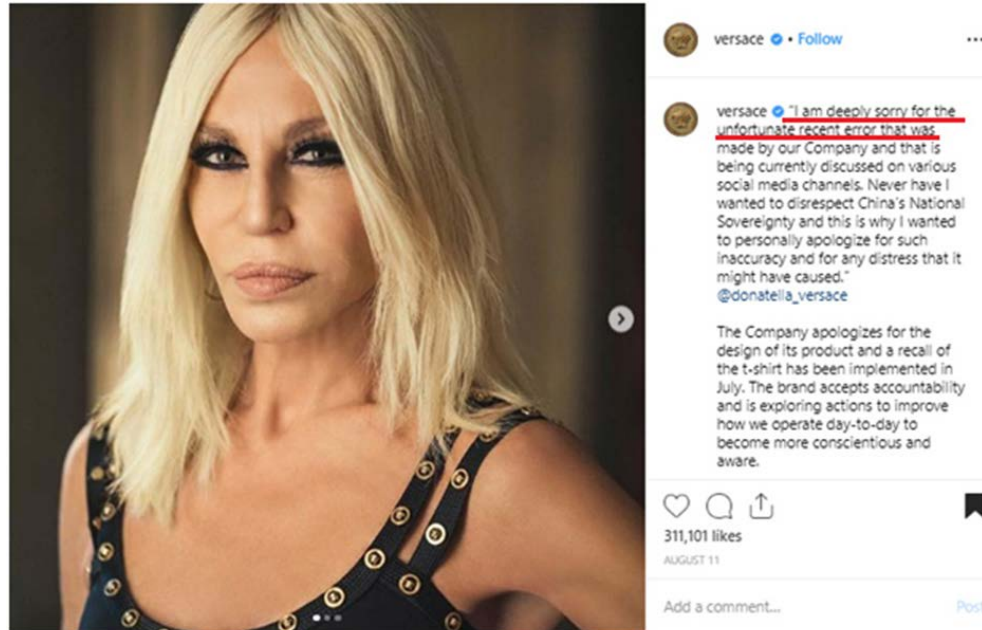 versace • Follow
versace "I am deeply sorry for the
unfortunate recent error that was
made by our Company and that is
being currently discussed on various
social media channels. Never have I
wanted to disrespect China's National
Sovereignty and this is why I wanted
to personally apologize for such
inaccuracy and for any distress that it
might have caused."
@donatella_versace
The Company apologizes for the
design of its product and a recall of
the t-shirt has been implemented in
July. The brand accepts accountability
and is exploring actions to improve
how we operate day-to-day to
become more conscientious and
aware.
311,101 likes
AUGUST 11
Add a comment...
Post